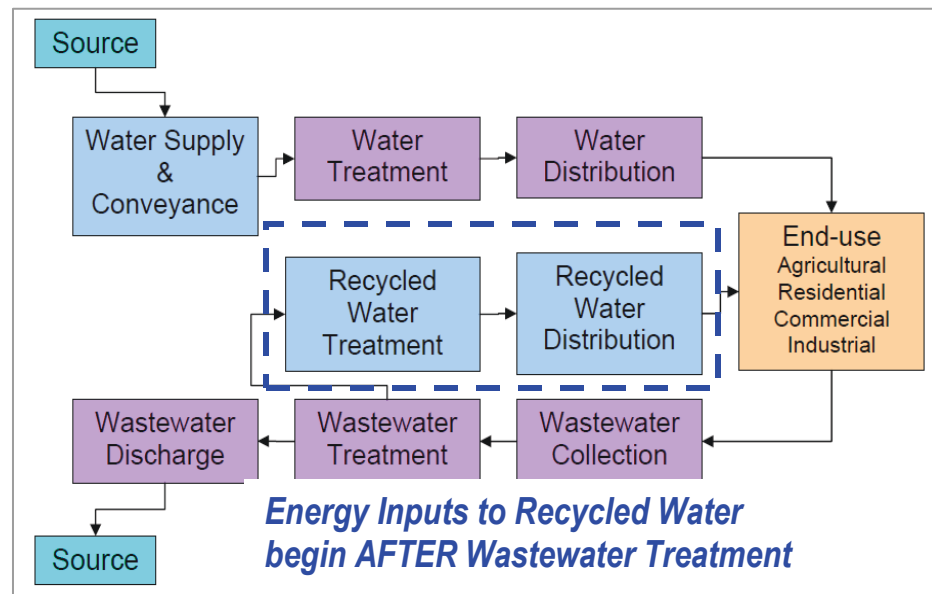 Source
Water Supply
&
Conveyance
Water
Treatment
Water
Distribution
End-use
Agricultural
Residential
Commercial
Industrial
Recycled
Water
Treatment
Recycled
Water
Distribution
Wastewater
Discharge
Wastewater
Treatment
Wastewater
Collection
Energy Inputs to Recycled Water
begin AFTER Wastewater Treatment
Source